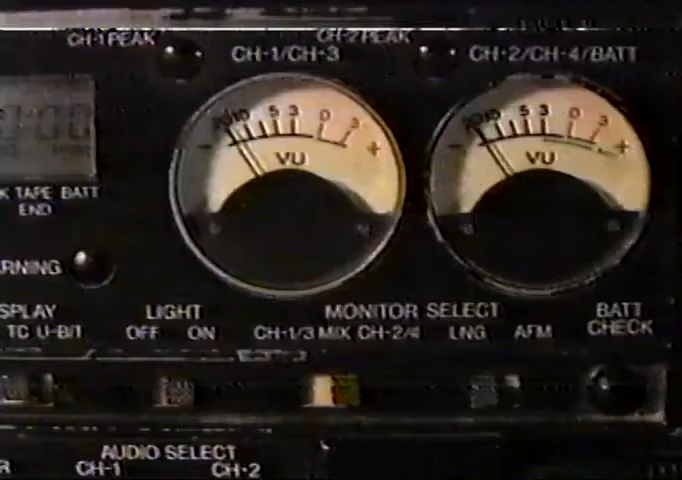 CH-1 PEAK
CH-2 PEAK
CH-1/CH-3
CH-2/CH-4/BATT
20 10 5 3 0 3
- +
VU
20 10 5 3 0 3
- +
VU
TAPE BATT
END
LIGHT
OFF ON
MONITOR SELECT
CH-1/3 MIX CH-2/4 LNG AFM
BATT
CHECK
TC U-BIT
AUDIO SELECT
CH-1 CH-2